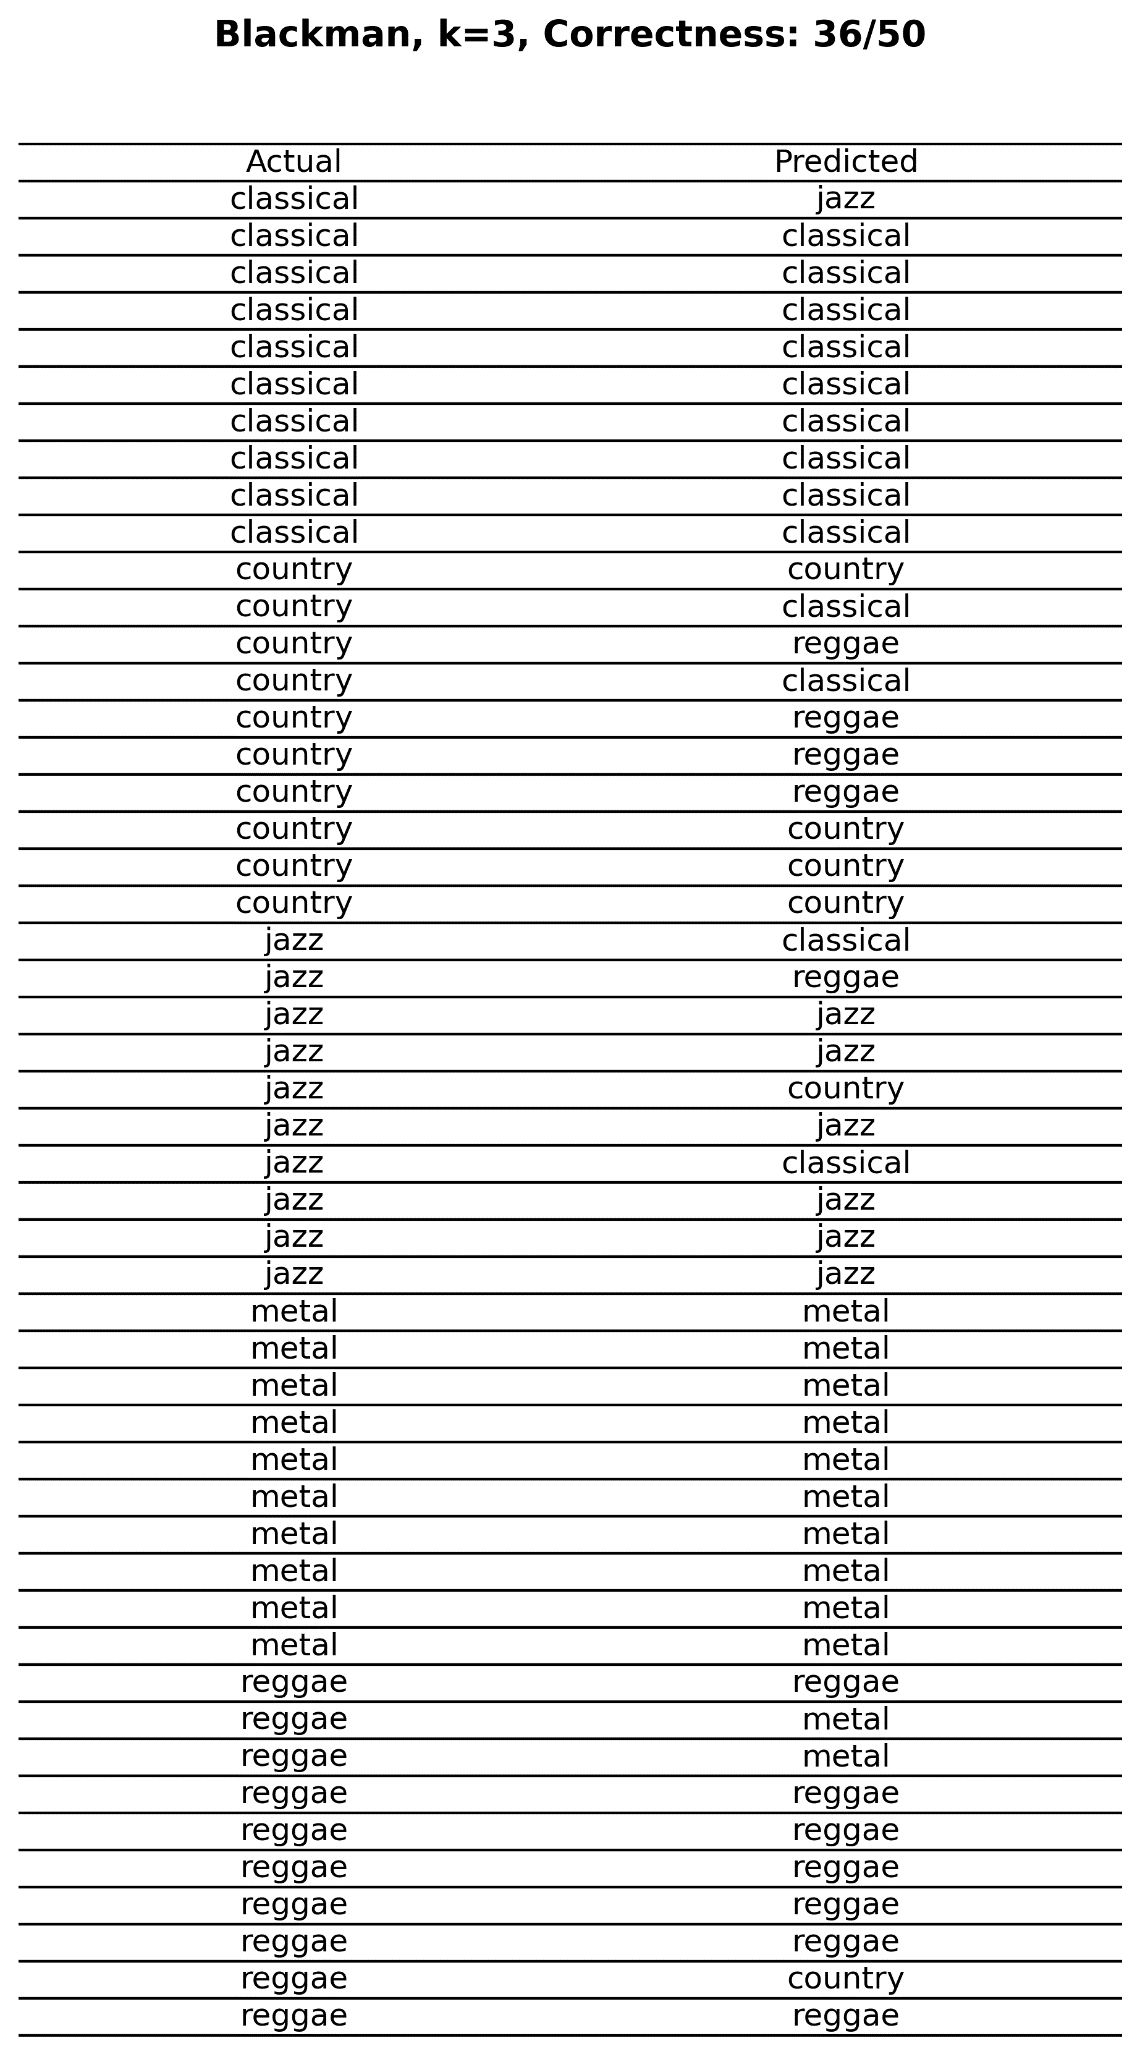 Blackman, k=3, Correctness: 36/50
Actual Predicted
classical jazz
classical classical
classical classical
classical classical
classical classical
classical classical
classical classical
classical classical
classical classical
classical classical
country country
country classical
country reggae
country classical
country reggae
country reggae
country reggae
country country
country country
country country
jazz classical
jazz reggae
jazz jazz
jazz jazz
jazz country
jazz jazz
jazz classical
jazz jazz
jazz jazz
jazz jazz
metal metal
metal metal
metal metal
metal metal
metal metal
metal metal
metal metal
metal metal
metal metal
metal metal
reggae reggae
reggae metal
reggae metal
reggae reggae
reggae reggae
reggae reggae
reggae reggae
reggae reggae
reggae country
reggae reggae